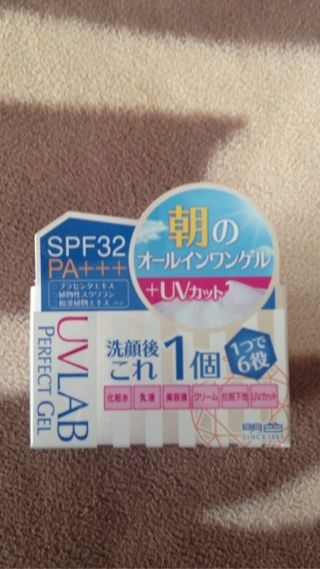 朝の
オールインワンゲル
+UVカット
SPF32
PA+++
プラセンタエキス
植物性スクワラン
和漢植物エキス
UVLAB
PERFECT GEL
洗顔後
これ1個
1つで
6役
化粧水 乳液 美容液 クリーム 化粧下地 UVカット
明色
SINCE 1885